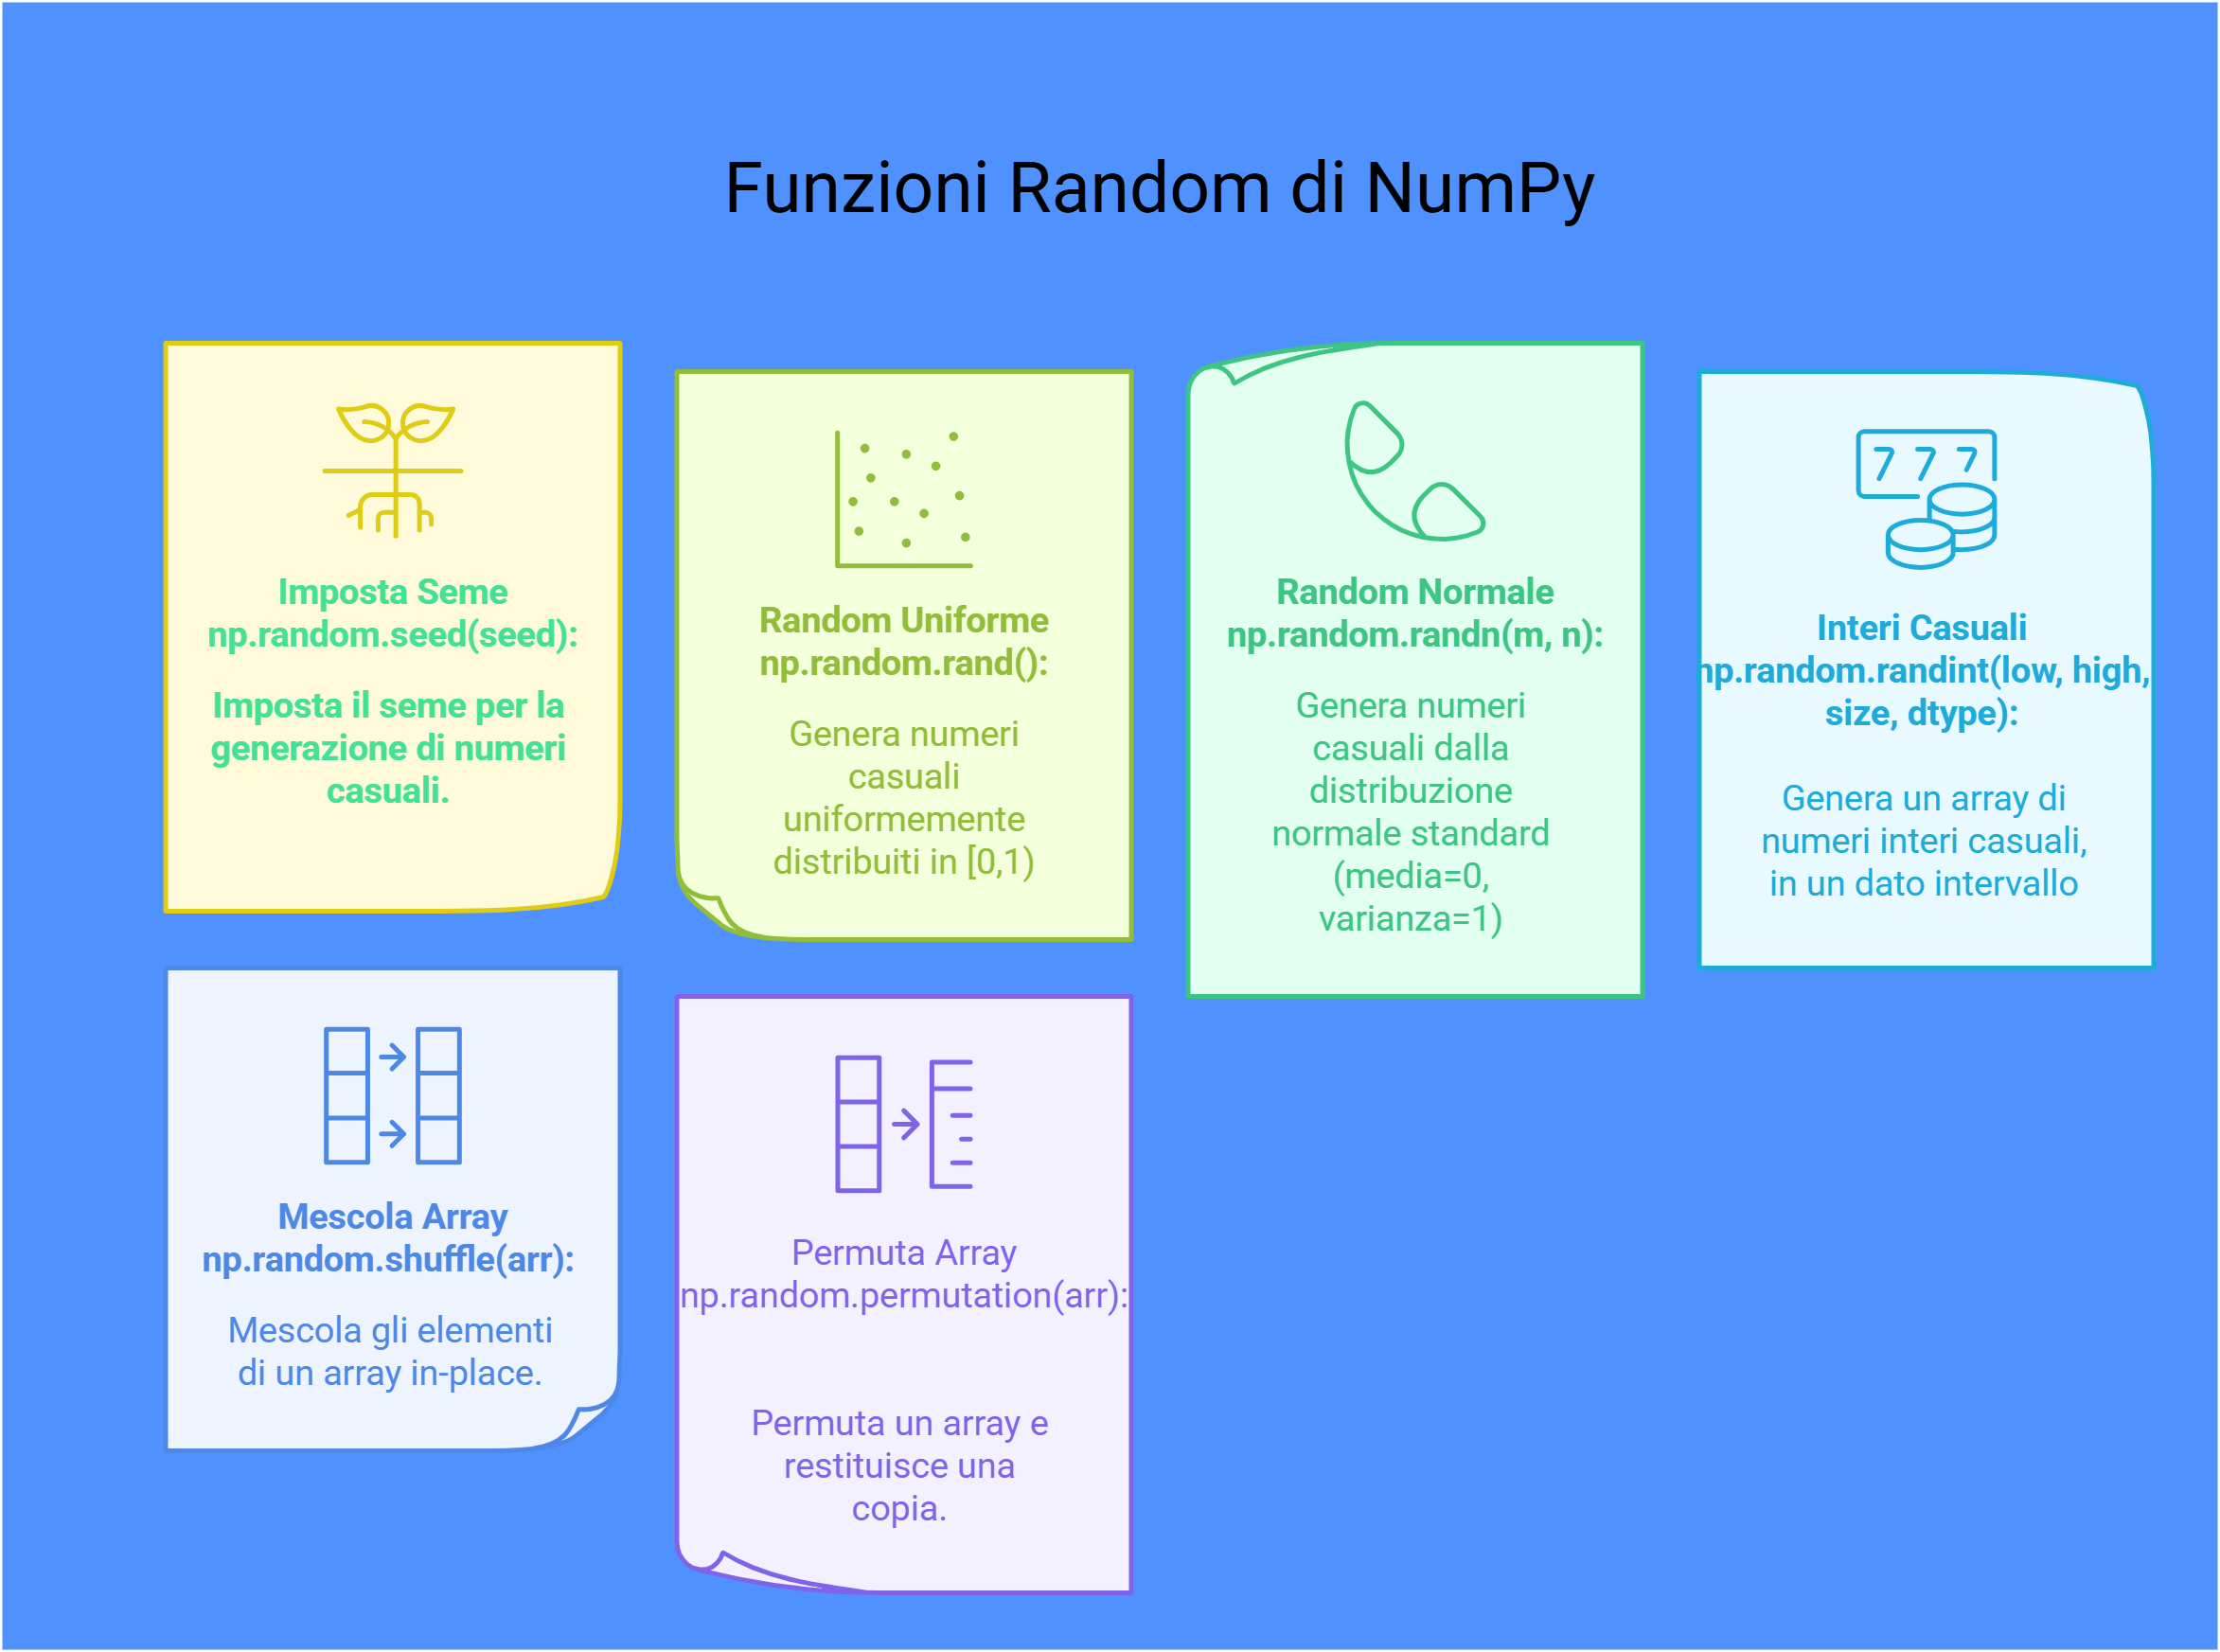 Funzioni Random di NumPy
Imposta Seme
np.random.seed(seed):
Imposta il seme per la
generazione di numeri
casuali.
Random Uniforme
np.random.rand():
Genera numeri
casuali
uniformemente
distribuiti in [0,1)
Random Normale
np.random.randn(m, n):
Genera numeri
casuali dalla
distribuzione
normale standard
(media=0,
varianza=1)
777
Interi Casuali
np.random.randint(low, high,
size, dtype):
Genera un array di
numeri interi casuali,
in un dato intervallo
Mescola Array
np.random.shuffle(arr):
Mescola gli elementi
di un array in-place.
Permuta Array
np.random.permutation(arr):
Permuta un array e
restituisce una
copia.